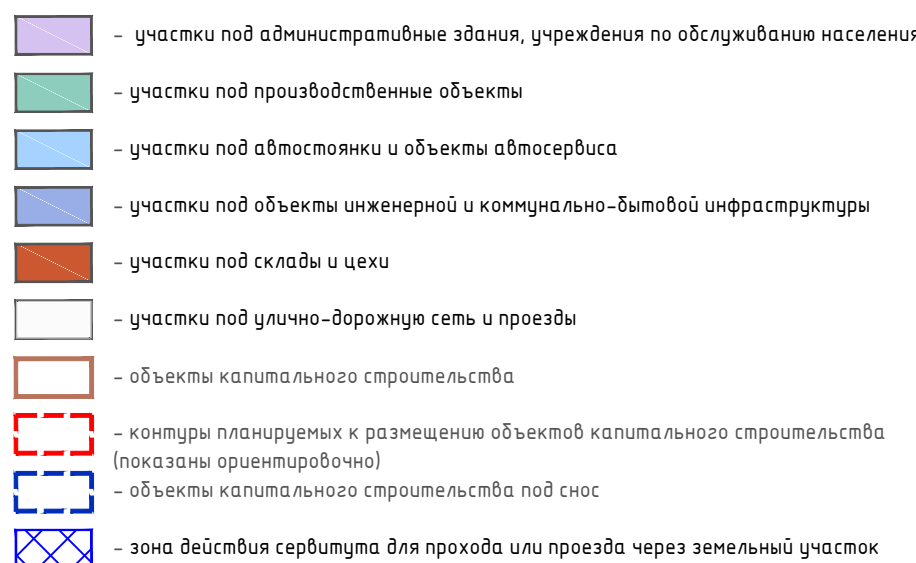 - участки под административные здания, учреждения по обслуживанию населения
- участки под производственные объекты
- участки под автостоянки и объекты автосервиса
- участки под объекты инженерной и коммунально-бытовой инфраструктуры
- участки под склады и цехи
- участки под улично-дорожную сеть и проезды
- объекты капитального строительства
- контуры планируемых к размещению объектов капитального строительства
(показаны ориентировочно)
- объекты капитального строительства под снос
- зона действия сервитута для прохода или проезда через земельный участок